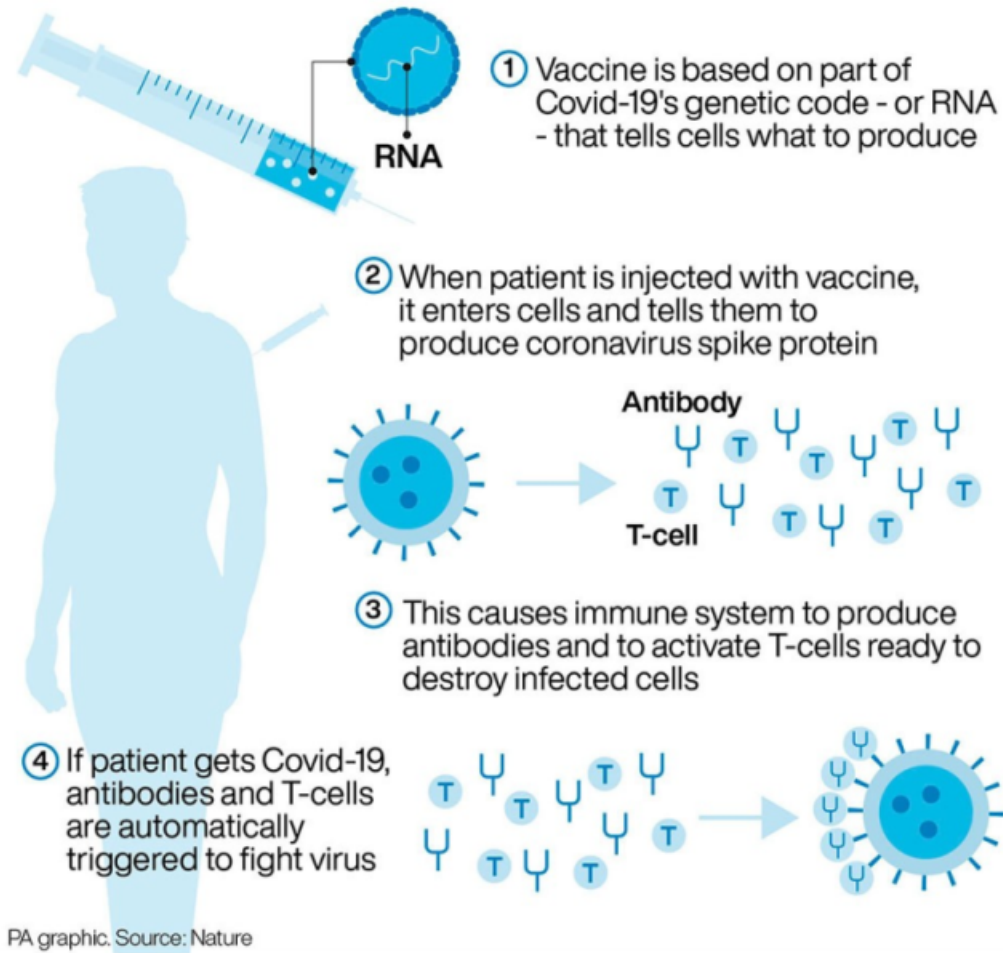 RNA
1 Vaccine is based on part of
Covid-19's genetic code - or RNA
- that tells cells what to produce
2 When patient is injected with vaccine,
it enters cells and tells them to
produce coronavirus spike protein
Antibody
T T T T T T T
T-cell
3 This causes immune system to produce
antibodies and to activate T-cells ready to
destroy infected cells
4 If patient gets Covid-19,
antibodies and T-cells
are automatically
triggered to fight virus
T T T T T T
PA graphic. Source: Nature